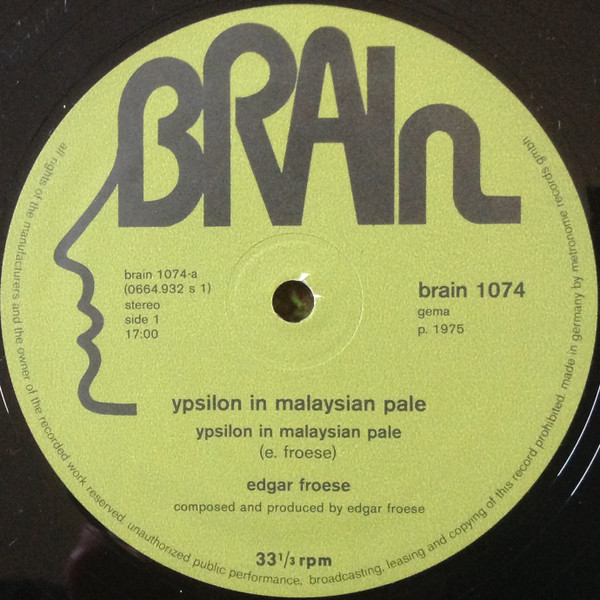 BRAIn
brain 1074-a
(0664.932 s 1)
stereo
side 1
17:00
brain 1074
gema
p. 1975
ypsilon in malaysian pale
ypsilon in malaysian pale
(e. froese)
edgar froese
composed and produced by edgar froese
33 1/3 rpm
all rights of the manufacturers and the owner of the recorded work reserved. unauthorized public performance, broadcasting, leasing and copying of this record prohibited. made in germany by metronome records gmbh